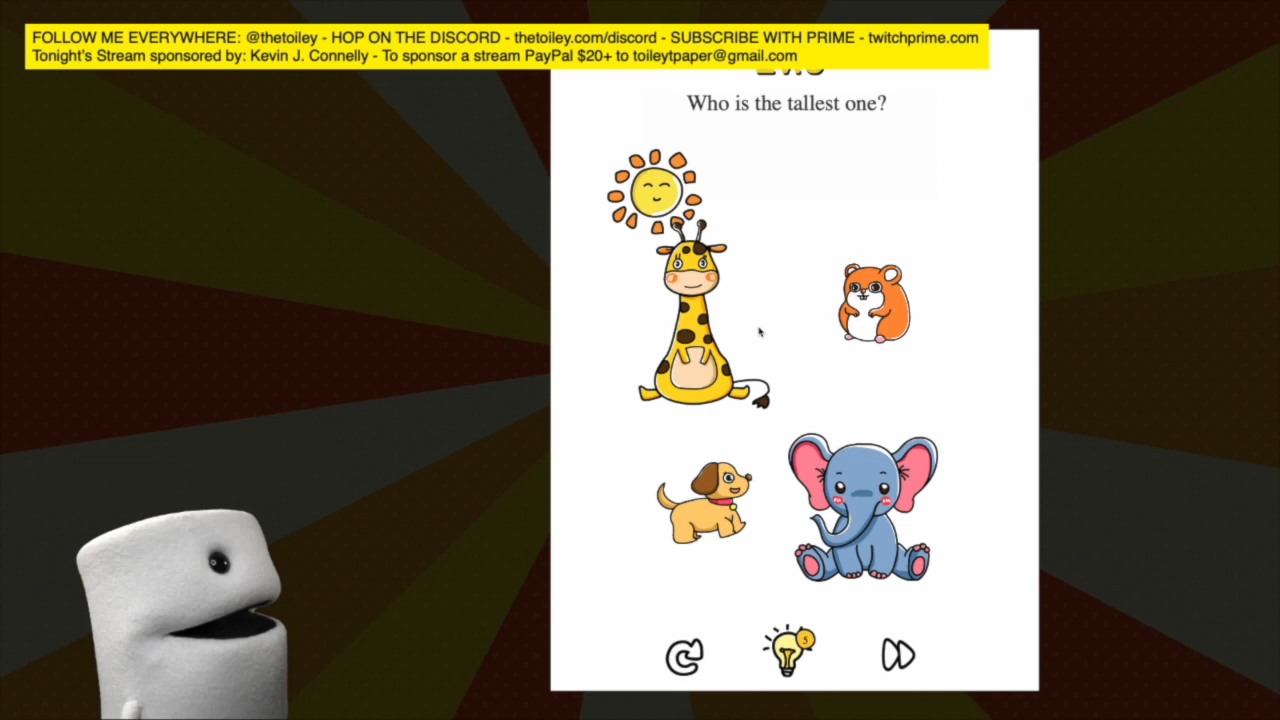 FOLLOW ME EVERYWHERE: @thetoiley - HOP ON THE DISCORD - thetoiley.com/discord - SUBSCRIBE WITH PRIME - twitchprime.com
Tonight's Stream sponsored by: Kevin J. Connelly - To sponsor a stream PayPal $20+ to toileytpaper@gmail.com
Who is the tallest one?
5